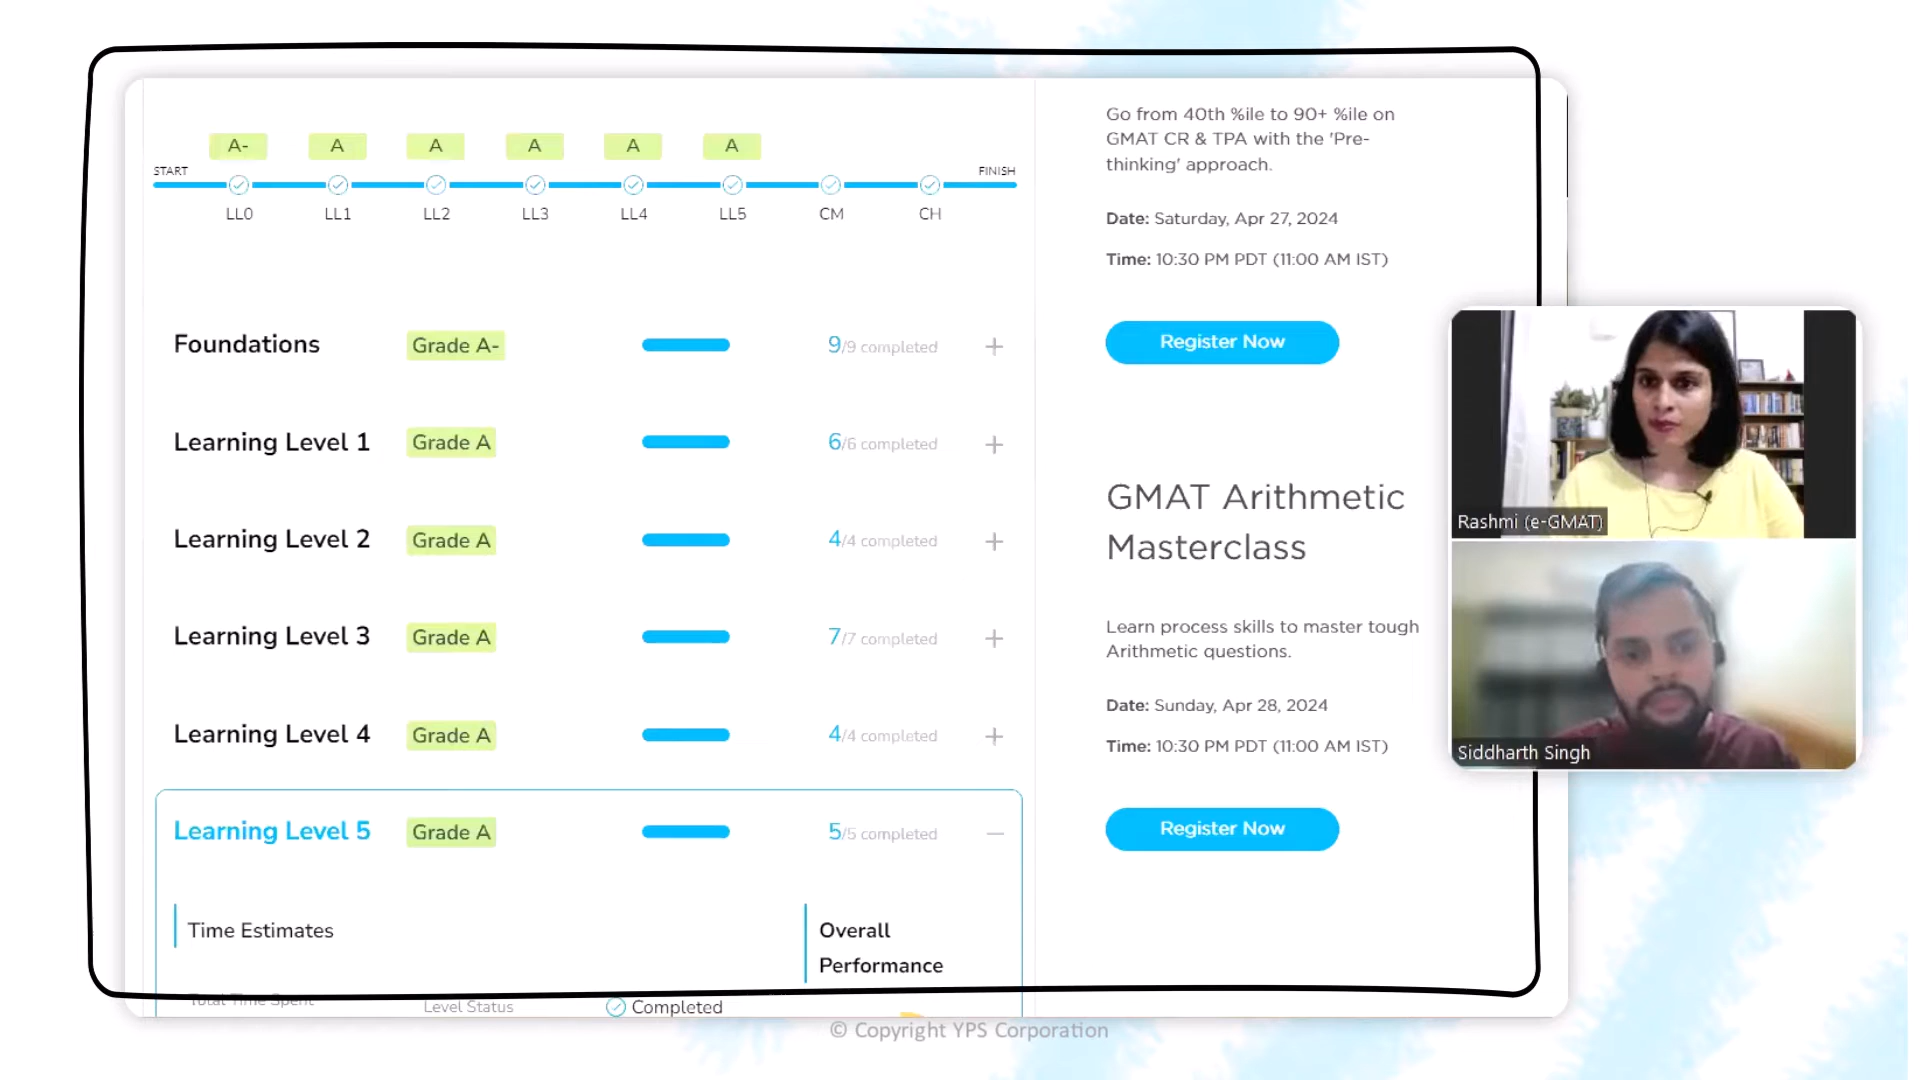 A-
A
A
A
A
A
START
FINISH
LL0
LL1
LL2
LL3
LL4
LL5
CM
CH
Foundations
Grade A-
9/9 completed
Learning Level 1
Grade A
6/6 completed
Learning Level 2
Grade A
4/4 completed
Learning Level 3
Grade A
7/7 completed
Learning Level 4
Grade A
4/4 completed
Learning Level 5
Grade A
5/5 completed
Time Estimates
Overall
Performance
Total Time Spent
Level Status
Completed
Go from 40th %ile to 90+ %ile on
GMAT CR & TPA with the 'Pre-
thinking' approach.
Date: Saturday, Apr 27, 2024
Time: 10:30 PM PDT (11:00 AM IST)
Register Now
GMAT Arithmetic
Masterclass
Learn process skills to master tough
Arithmetic questions.
Date: Sunday, Apr 28, 2024
Time: 10:30 PM PDT (11:00 AM IST)
Register Now
Rashmi (e-GMAT)
Siddharth Singh
© Copyright YPS Corporation